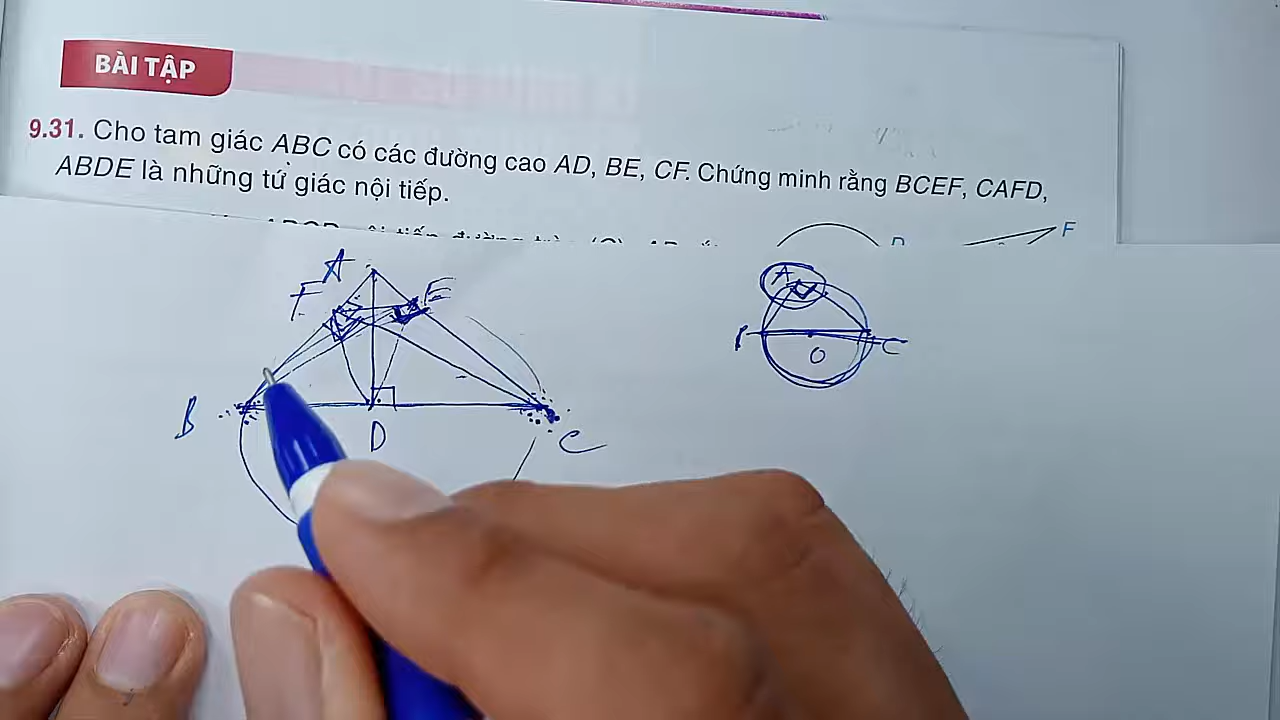 BÀI TẬP
9.31. Cho tam giác ABC có các đường cao AD, BE, CF. Chứng minh rằng BCEF, CAFD,
ABDE là những tứ giác nội tiếp.
F
A
F
E
B
D
C
A
O
C